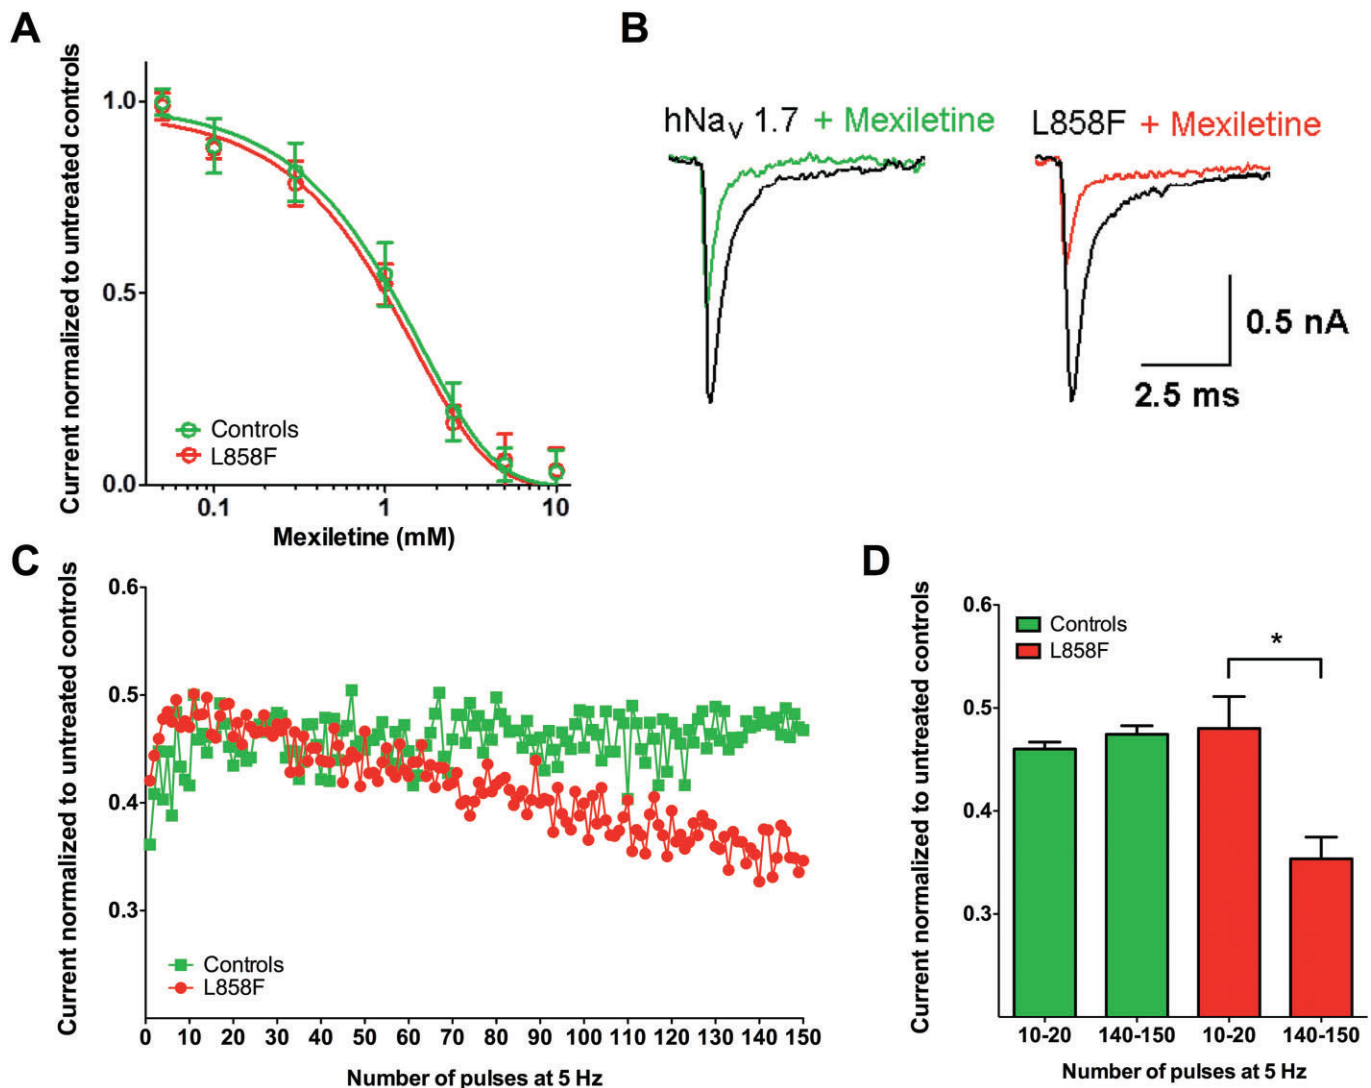 A
Current normalized to untreated controls
1.0
0.5
0.0
Controls
L858F
0.1
1
10
Mexiletine (mM)
B
hNaV 1.7 + Mexiletine
L858F + Mexiletine
0.5 nA
2.5 ms
C
Current normalized to untreated controls
0.6
0.5
0.4
0.3
Controls
L858F
0 10 20 30 40 50 60 70 80 90 100 110 120 130 140 150
Number of pulses at 5 Hz
D
Current normalized to untreated controls
0.6
0.5
0.4
0.3
Controls
L858F
*
10-20 140-150 10-20 140-150
Number of pulses at 5 Hz